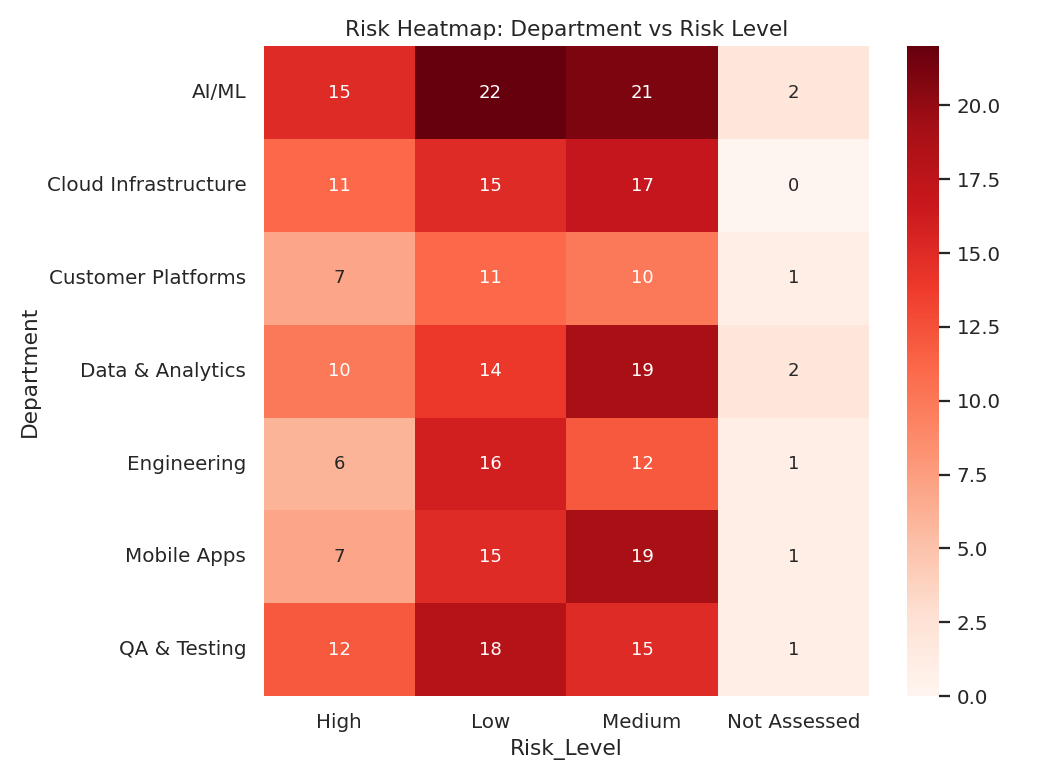 Risk Heatmap: Department vs Risk Level
AI/ML 15 22 21 2
Cloud Infrastructure 11 15 17 0
Customer Platforms 7 11 10 1
Data & Analytics 10 14 19 2
Engineering 6 16 12 1
Mobile Apps 7 15 19 1
QA & Testing 12 18 15 1
High Low Medium Not Assessed
Risk_Level
Department
20.0
17.5
15.0
12.5
10.0
7.5
5.0
2.5
0.0